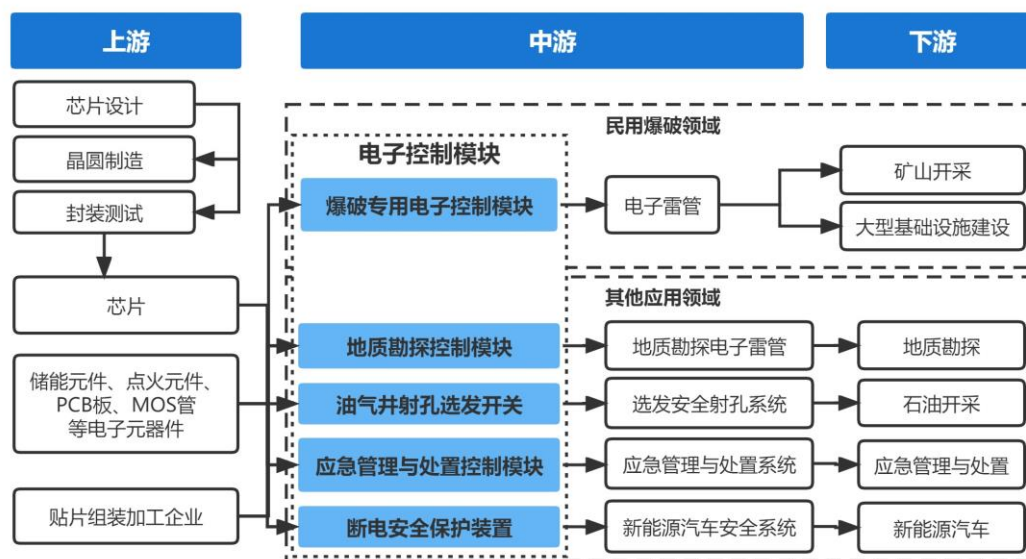 上游
中游
下游
芯片设计
晶圆制造
封装测试
芯片
储能元件、点火元件、
PCB板、MOS管
等电子元器件
贴片组装加工企业
民用爆破领域
电子控制模块
爆破专用电子控制模块
电子雷管
矿山开采
大型基础设施建设
其他应用领域
地质勘探控制模块
地质勘探电子雷管
地质勘探
油气井射孔选发开关
选发安全射孔系统
石油开采
应急管理与处置控制模块
应急管理与处置系统
应急管理与处置
断电安全保护装置
新能源汽车安全系统
新能源汽车